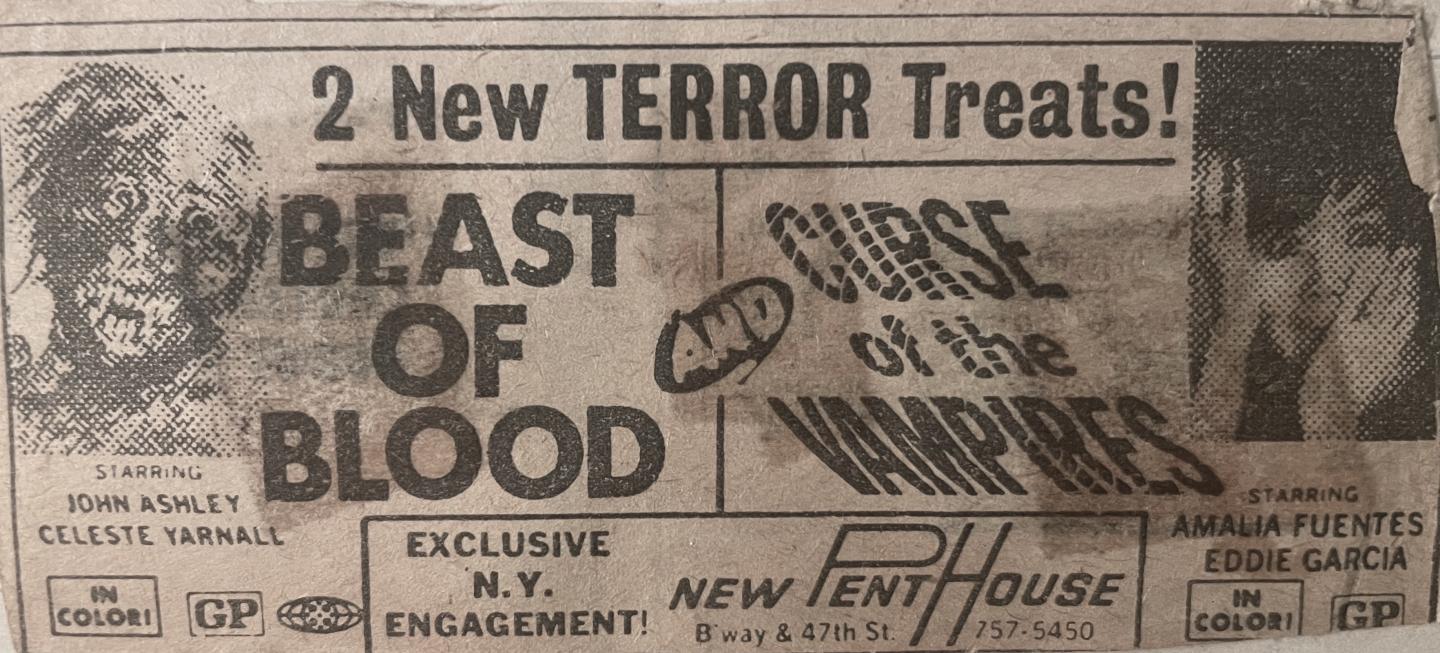 2 New TERROR Treats!
BEAST
OF
BLOOD
AND
CURSE
of the
VAMPIRES
STARRING
JOHN ASHLEY
CELESTE YARNALL
IN
COLOR!
GP
EXCLUSIVE
N.Y.
ENGAGEMENT!
NEW PENTHOUSE
B'way & 47th St. 757-5450
STARRING
AMALIA FUENTES
EDDIE GARCIA
IN
COLOR!
GP